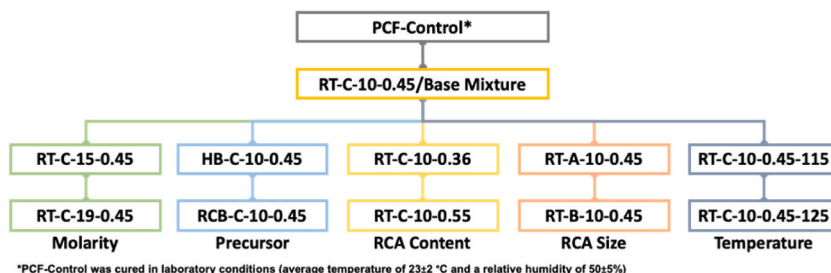 PCF-Control*
RT-C-10-0.45/Base Mixture
RT-C-15-0.45 HB-C-10-0.45 RT-C-10-0.36 RT-A-10-0.45 RT-C-10-0.45-115
RT-C-19-0.45 RCB-C-10-0.45 RT-C-10-0.55 RT-B-10-0.45 RT-C-10-0.45-125
Molarity Precursor RCA Content RCA Size Temperature
*PCF-Control was cured in laboratory conditions (average temperature of 23±2 °C and a relative humidity of 50±5%)